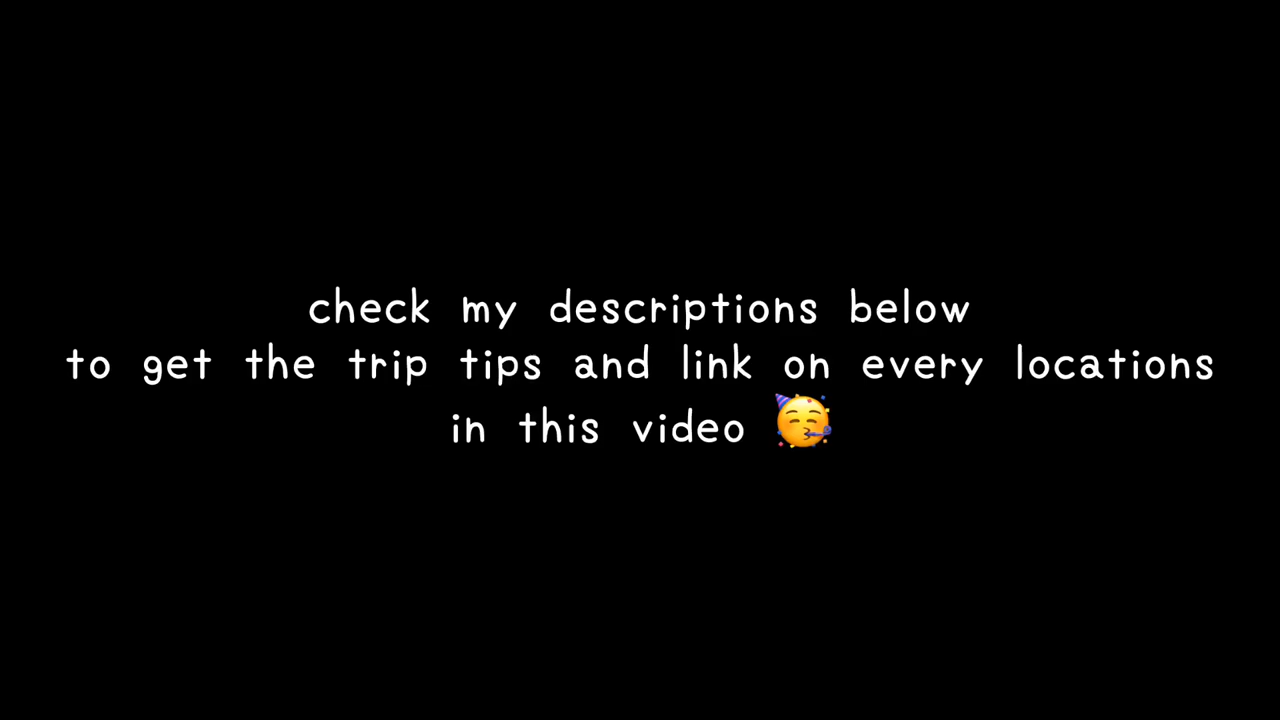 check my descriptions below
to get the trip tips and link on every locations
in this video 🥳